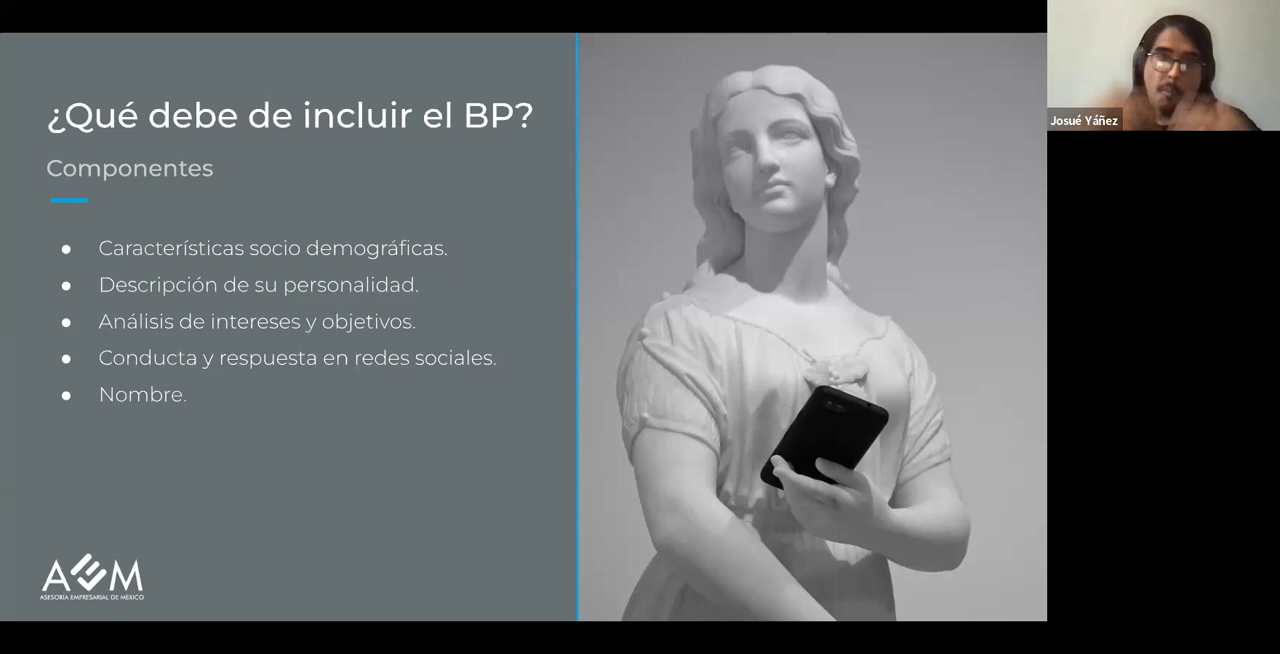 ¿Qué debe de incluir el BP?
Componentes
● Características socio demográficas.
● Descripción de su personalidad.
● Análisis de intereses y objetivos.
● Conducta y respuesta en redes sociales.
● Nombre.
AEM
ASESORÍA EMPRESARIAL DE MÉXICO
Josué Yáñez